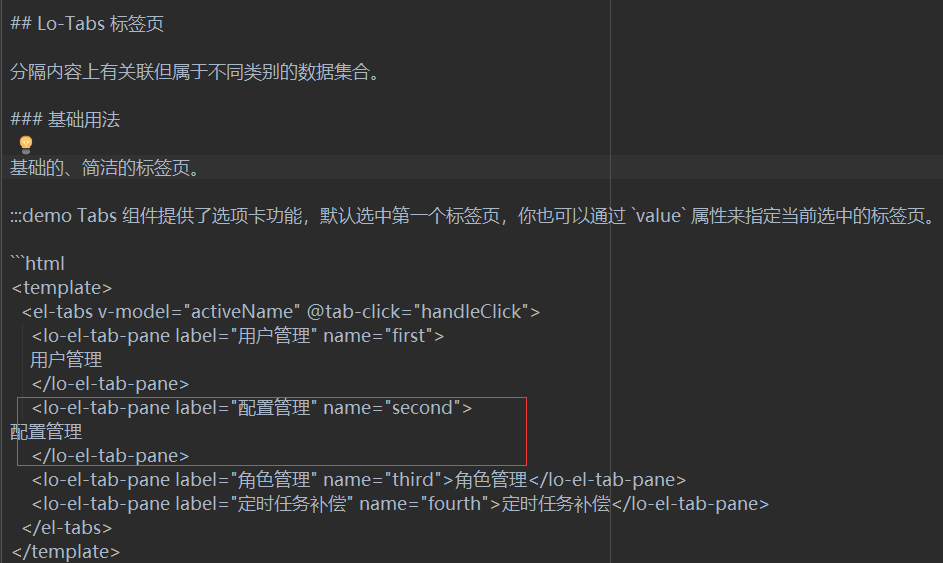 ## Lo-Tabs 标签页
分隔内容上有关联但属于不同类别的数据集合。
### 基础用法
基础的、简洁的标签页。
:::demo Tabs 组件提供了选项卡功能，默认选中第一个标签页，你也可以通过 `value` 属性来指定当前选中的标签页。
```html
<template>
  <el-tabs v-model="activeName" @tab-click="handleClick">
    <lo-el-tab-pane label="用户管理" name="first">
    用户管理
    </lo-el-tab-pane>
    <lo-el-tab-pane label="配置管理" name="second">
配置管理
    </lo-el-tab-pane>
    <lo-el-tab-pane label="角色管理" name="third">角色管理</lo-el-tab-pane>
    <lo-el-tab-pane label="定时任务补偿" name="fourth">定时任务补偿</lo-el-tab-pane>
  </el-tabs>
</template>